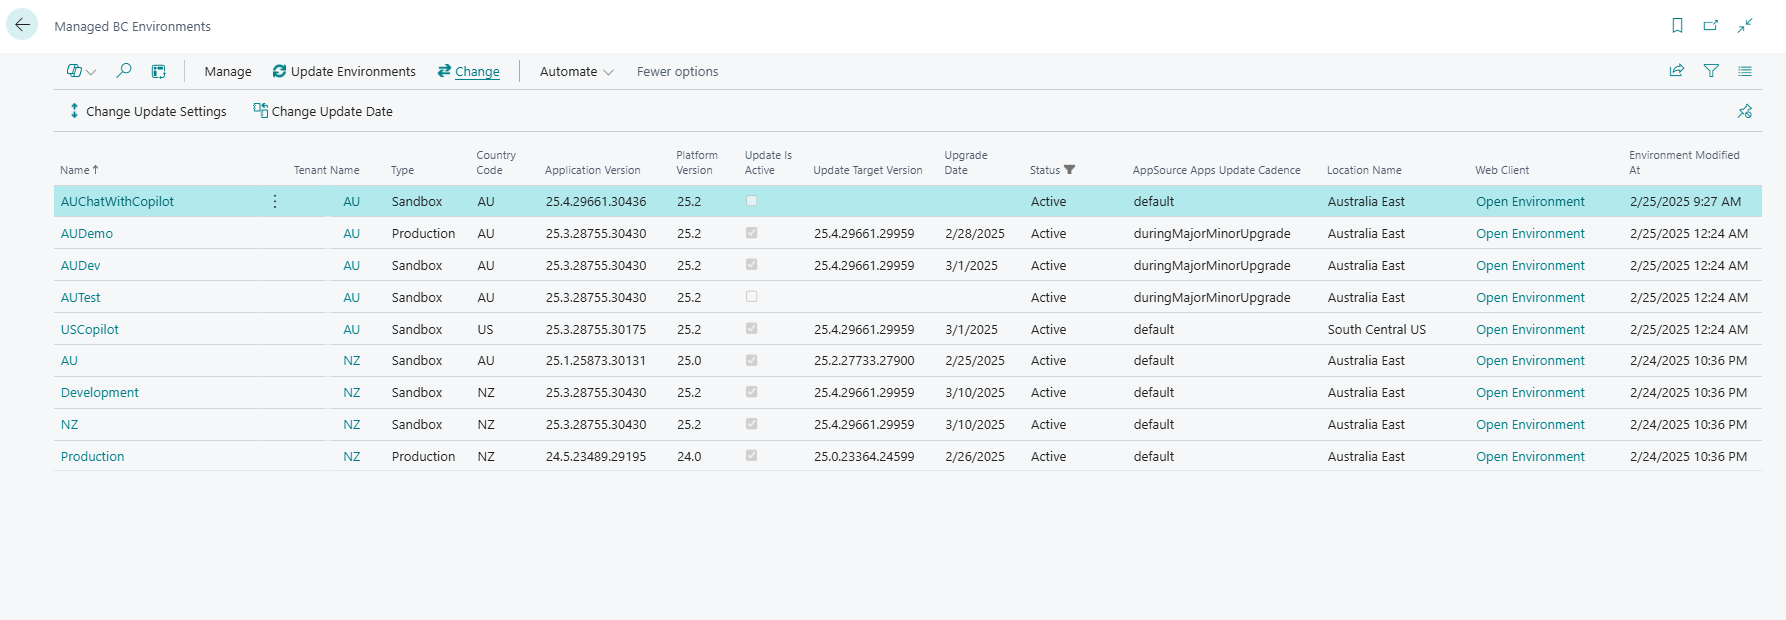 Managed BC Environments
Manage Update Environments Change Automate Fewer options
Change Update Settings Change Update Date
Name ↑ Tenant Name Type Country Code Application Version Platform Version Update Is Active Update Target Version Upgrade Date Status AppSource Apps Update Cadence Location Name Web Client Environment Modified At
AUChatWithCopilot AU Sandbox AU 25.4.29661.30436 25.2 Active default Australia East Open Environment 2/25/2025 9:27 AM
AUDemo AU Production AU 25.3.28755.30430 25.2 25.4.29661.29959 2/28/2025 Active duringMajorMinorUpgrade Australia East Open Environment 2/25/2025 12:24 AM
AUDev AU Sandbox AU 25.3.28755.30430 25.2 25.4.29661.29959 3/1/2025 Active duringMajorMinorUpgrade Australia East Open Environment 2/25/2025 12:24 AM
AUTest AU Sandbox AU 25.3.28755.30430 25.2 Active duringMajorMinorUpgrade Australia East Open Environment 2/25/2025 12:24 AM
USCopilot AU Sandbox US 25.3.28755.30175 25.2 25.4.29661.29959 3/1/2025 Active default South Central US Open Environment 2/25/2025 12:24 AM
AU NZ Sandbox AU 25.1.25873.30131 25.0 25.2.27733.27900 2/25/2025 Active default Australia East Open Environment 2/24/2025 10:36 PM
Development NZ Sandbox NZ 25.3.28755.30430 25.2 25.4.29661.29959 3/10/2025 Active default Australia East Open Environment 2/24/2025 10:36 PM
NZ NZ Sandbox NZ 25.3.28755.30430 25.2 25.4.29661.29959 3/10/2025 Active default Australia East Open Environment 2/24/2025 10:36 PM
Production NZ Production NZ 24.5.23489.29195 24.0 25.0.23364.24599 2/26/2025 Active default Australia East Open Environment 2/24/2025 10:36 PM